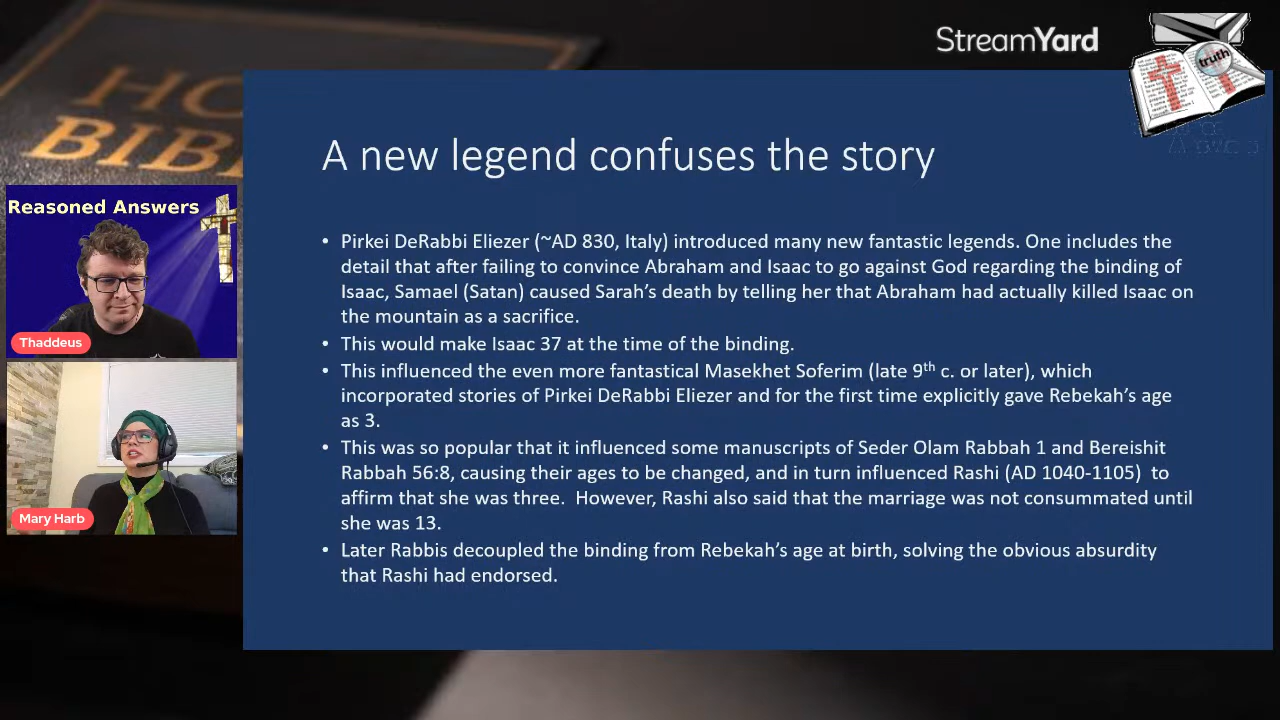 HO
BIBL
StreamYard
truth
A new legend confuses the story
• Pirkei DeRabbi Eliezer (~AD 830, Italy) introduced many new fantastic legends. One includes the
detail that after failing to convince Abraham and Isaac to go against God regarding the binding of
Isaac, Samael (Satan) caused Sarah's death by telling her that Abraham had actually killed Isaac on
the mountain as a sacrifice.
• This would make Isaac 37 at the time of the binding.
• This influenced the even more fantastical Masekhet Soferim (late 9th c. or later), which
incorporated stories of Pirkei DeRabbi Eliezer and for the first time explicitly gave Rebekah's age
as 3.
• This was so popular that it influenced some manuscripts of Seder Olam Rabbah 1 and Bereishit
Rabbah 56:8, causing their ages to be changed, and in turn influenced Rashi (AD 1040-1105) to
affirm that she was three. However, Rashi also said that the marriage was not consummated until
she was 13.
• Later Rabbis decoupled the binding from Rebekah's age at birth, solving the obvious absurdity
that Rashi had endorsed.
Reasoned Answers
Thaddeus
Mary Harb